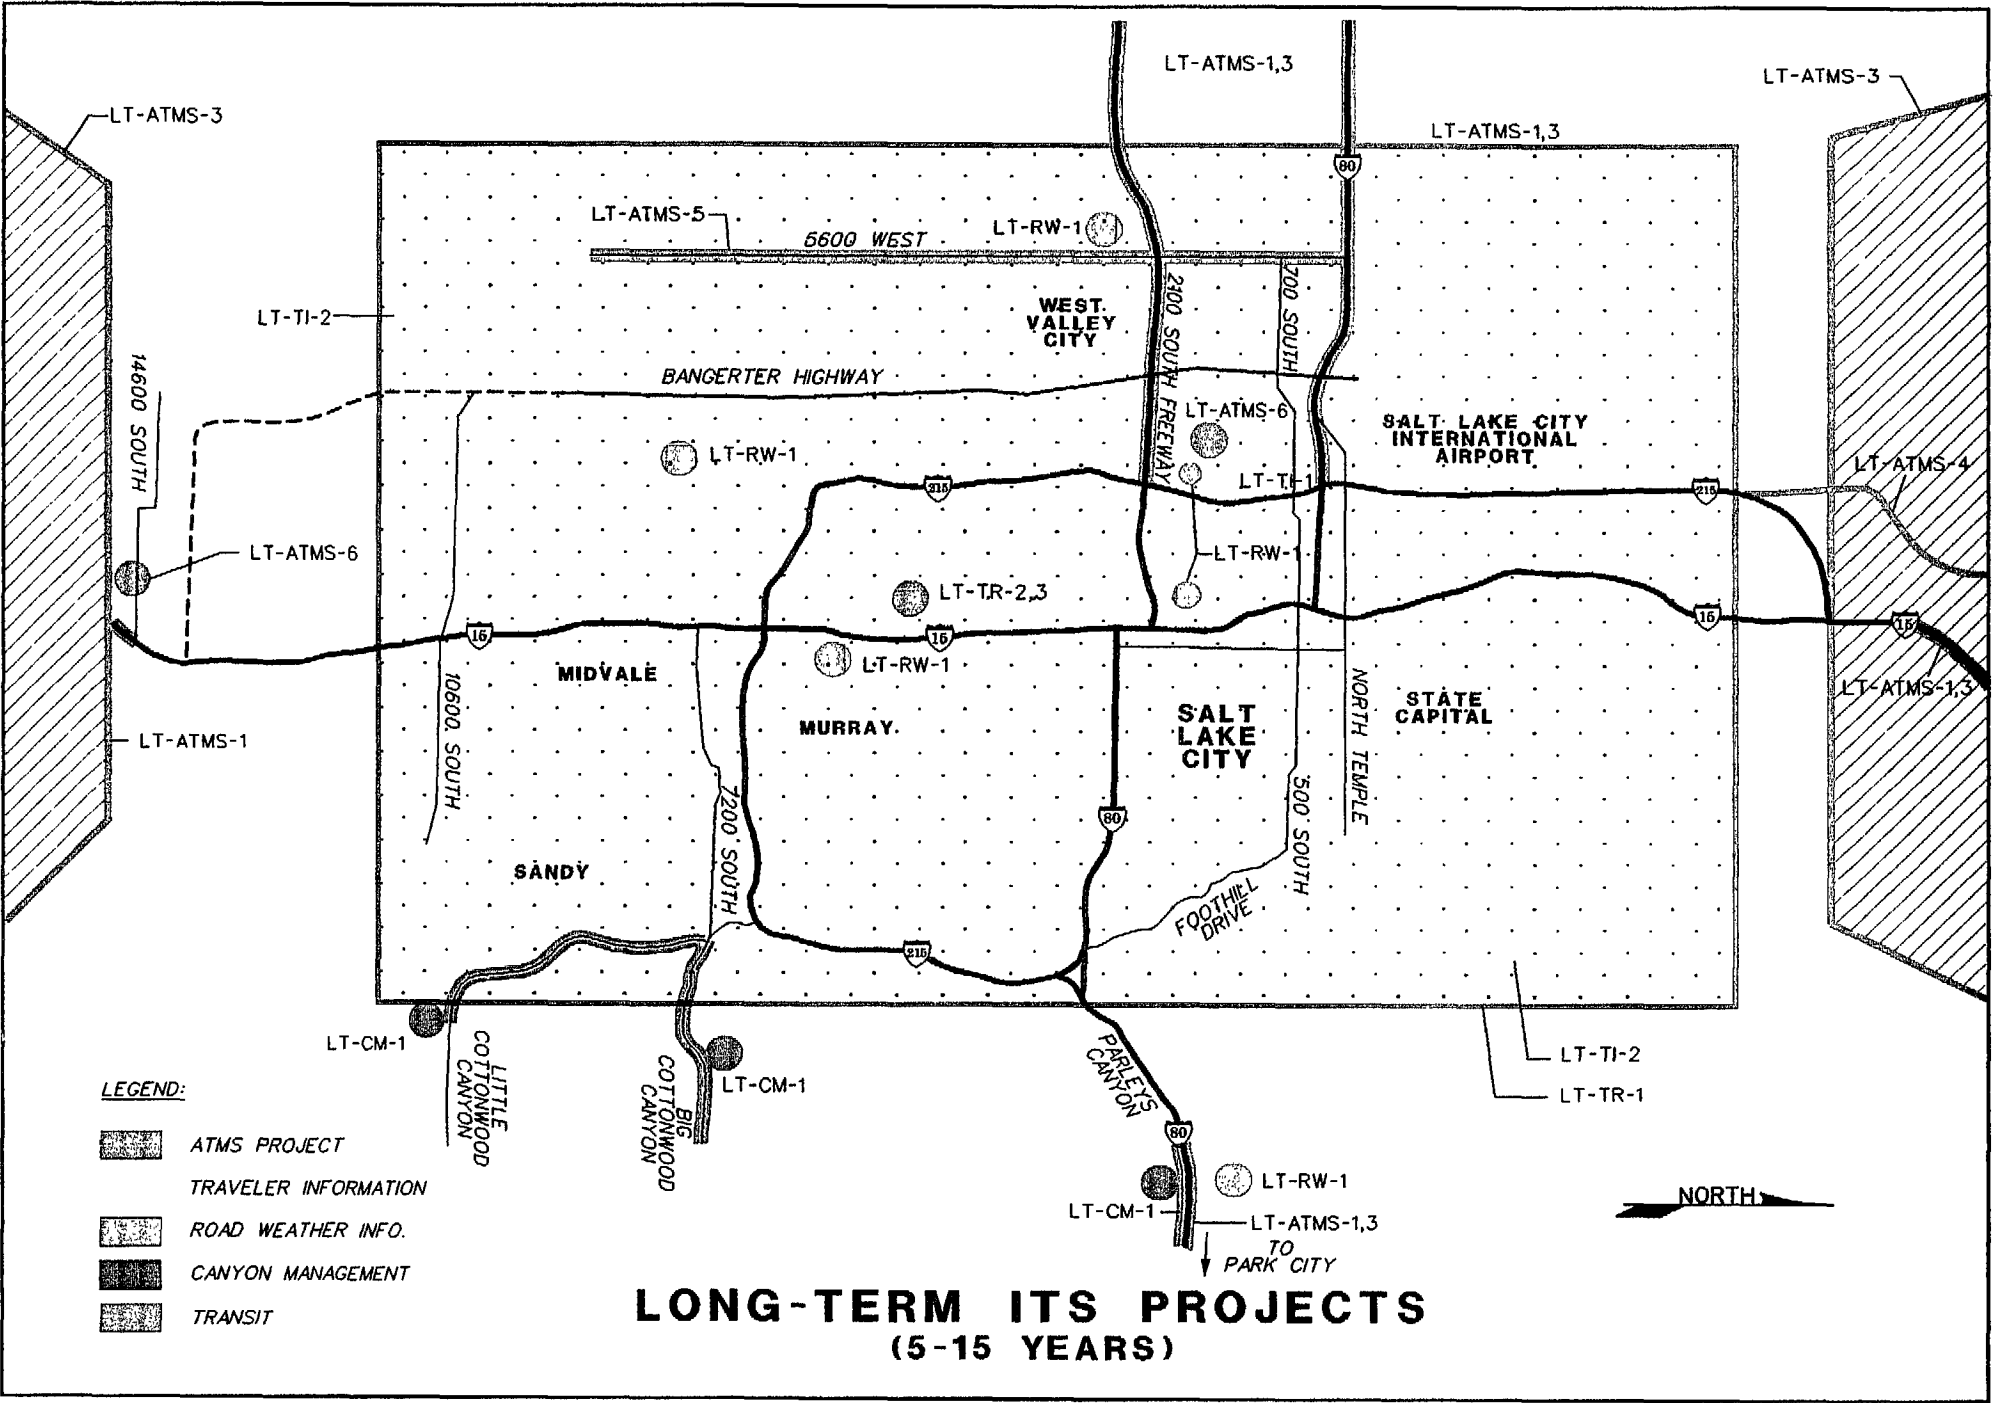 LT-ATMS-1,3
LT-ATMS-3
LT-ATMS-3
LT-ATMS-1,3
80
LT-ATMS-5
LT-RW-1
5600 WEST
LT-TI-2
WEST
VALLEY
CITY
2100 SOUTH FREEWAY
700 SOUTH
14600 SOUTH
BANGERTER HIGHWAY
LT-ATMS-6
SALT LAKE CITY
INTERNATIONAL
AIRPORT
LT-RW-1
LT-ATMS-4
LT-TI-1
215
215
LT-ATMS-6
LT-RW-1
LT-TR-2,3
15
15
15
15
MIDVALE
LT-RW-1
10600 SOUTH
LT-ATMS-1,3
NORTH TEMPLE
STATE
CAPITAL
SALT
LAKE
CITY
MURRAY
LT-ATMS-1
7200 SOUTH
500 SOUTH
80
SANDY
FOOTHILL
DRIVE
215
LT-CM-1
LITTLE
COTTONWOOD
CANYON
BIG
COTTONWOOD
CANYON
LT-CM-1
PARLEYS
CANYON
LT-TI-2
LT-TR-1
80
LT-RW-1
LT-CM-1
LT-ATMS-1,3
TO
PARK CITY
NORTH
LEGEND:
ATMS PROJECT
TRAVELER INFORMATION
ROAD WEATHER INFO.
CANYON MANAGEMENT
TRANSIT
LONG-TERM ITS PROJECTS
(5-15 YEARS)